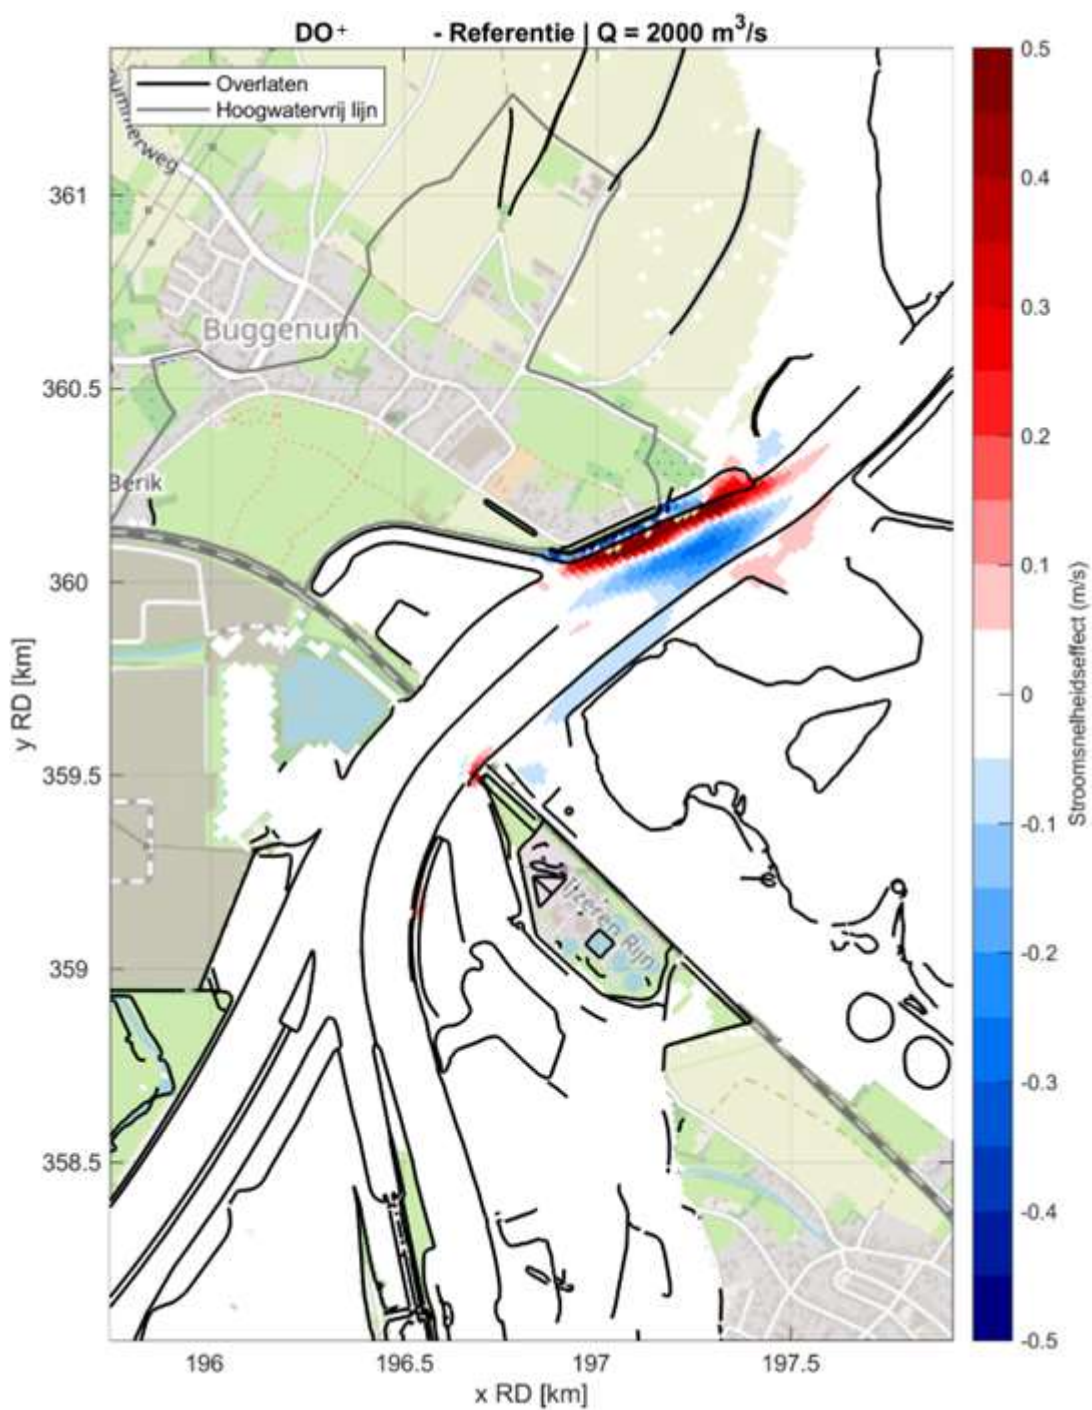 DO+ - Referentie | Q = 2000 m³/s
Overlaten
Hoogwatervrij lijn
Buggenum
Berik
IJzeren Rijn
361
360.5
360
359.5
359
358.5
y RD [km]
196
196.5
197
197.5
x RD [km]
0.5
0.4
0.3
0.2
0.1
0
-0.1
-0.2
-0.3
-0.4
-0.5
Stroomsnelheidseffect (m/s)